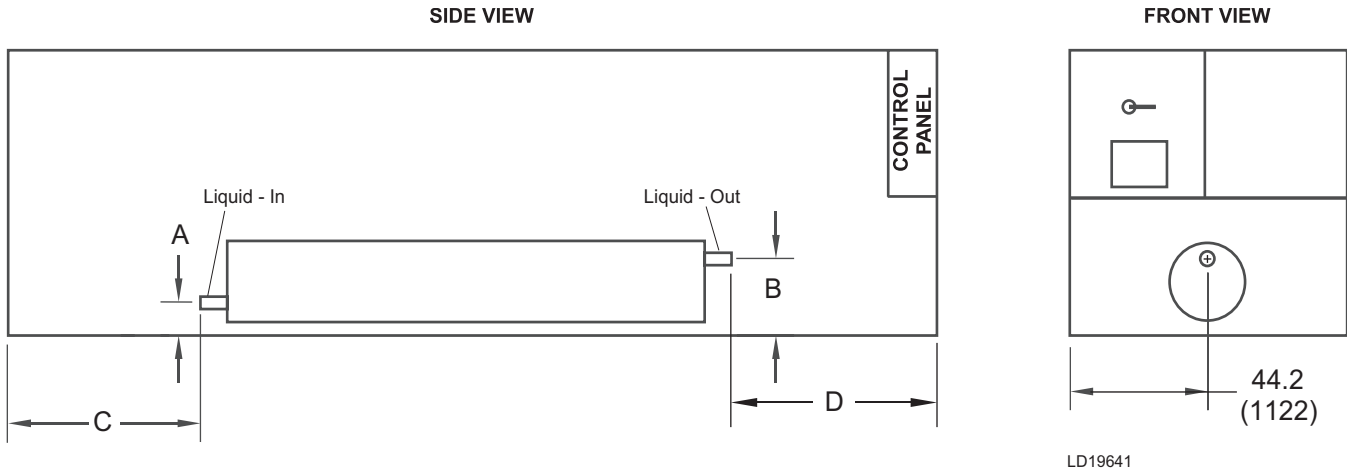 SIDE VIEW
FRONT VIEW
CONTROL
PANEL
Liquid - In
Liquid - Out
A
B
C
D
44.2
(1122)
LD19641